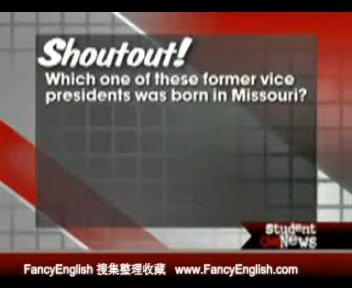 Shoutout!
Which one of these former vice
presidents was born in Missouri?
Student
CNN News
FancyEnglish 搜集整理收藏 www.FancyEnglish.com